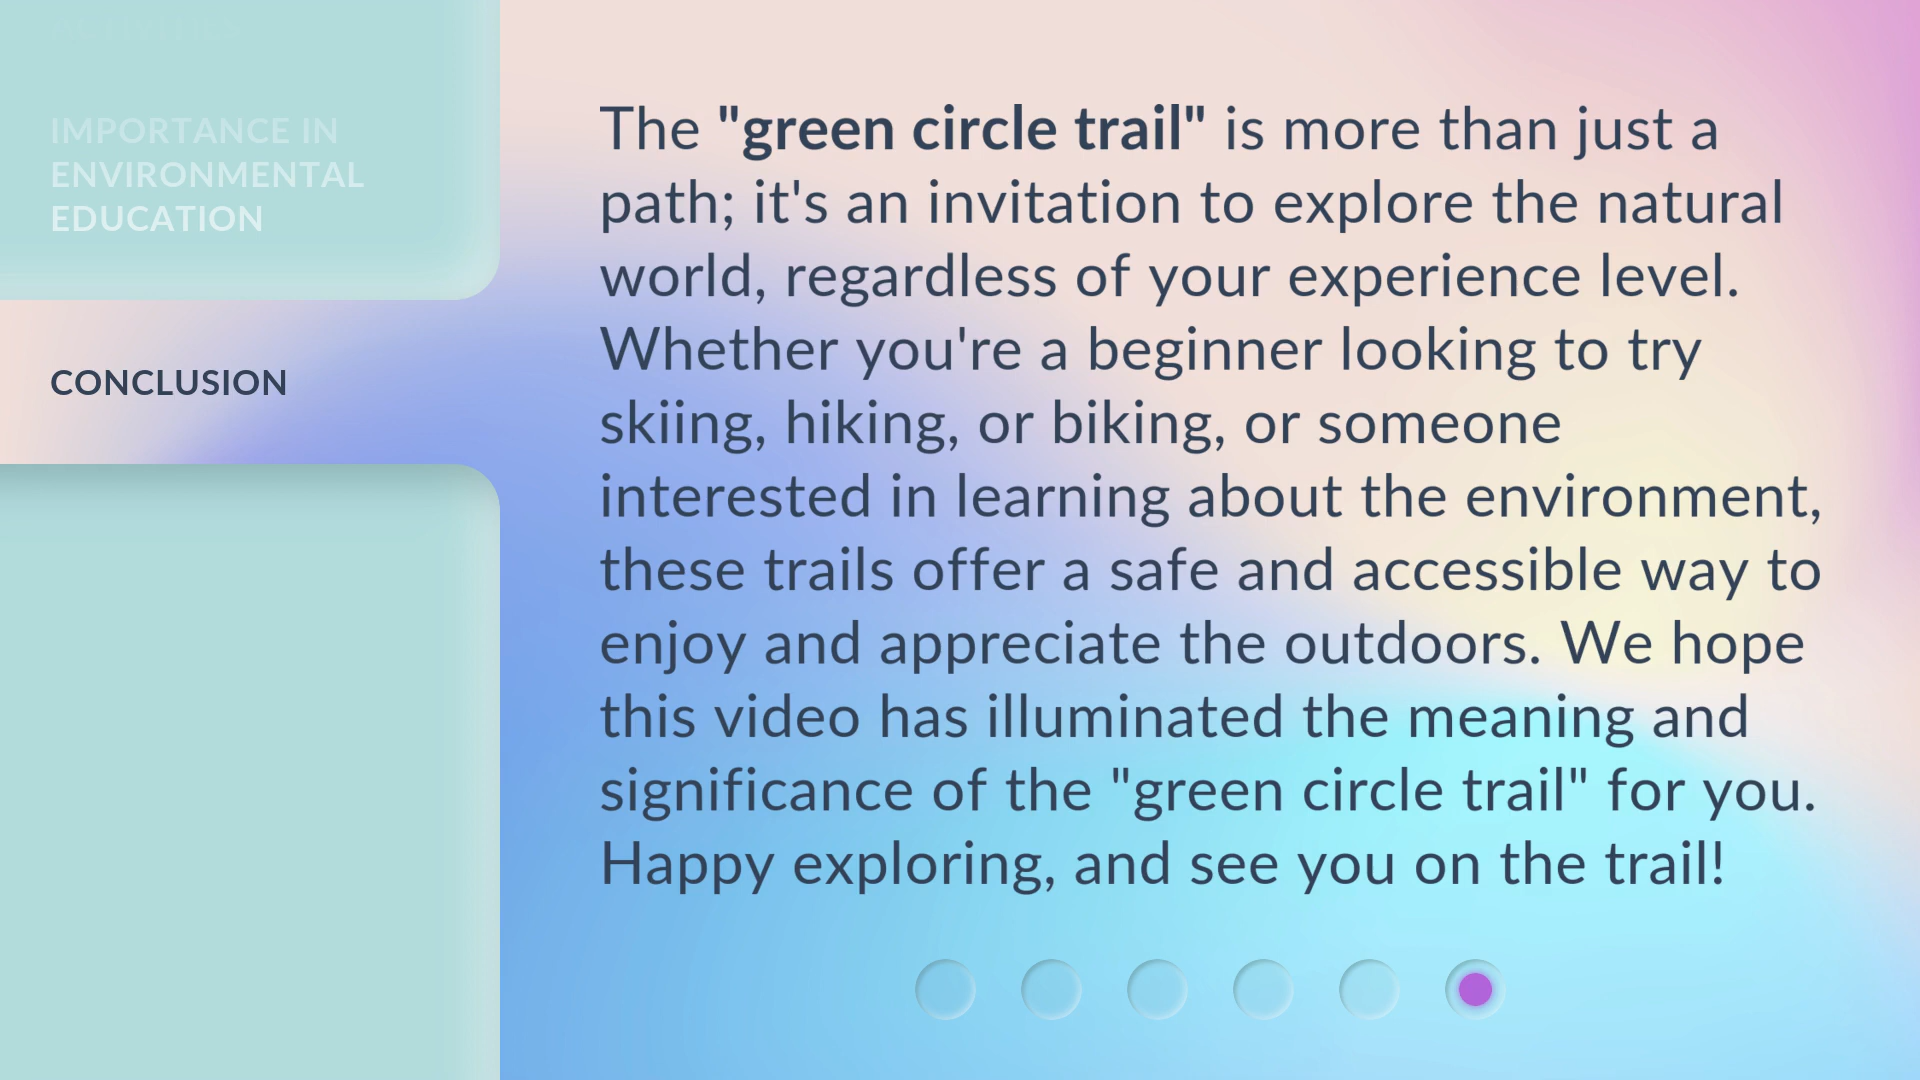 ACTIVITIES
IMPORTANCE IN
ENVIRONMENTAL
EDUCATION
CONCLUSION
The "green circle trail" is more than just a
path; it's an invitation to explore the natural
world, regardless of your experience level.
Whether you're a beginner looking to try
skiing, hiking, or biking, or someone
interested in learning about the environment,
these trails offer a safe and accessible way to
enjoy and appreciate the outdoors. We hope
this video has illuminated the meaning and
significance of the "green circle trail" for you.
Happy exploring, and see you on the trail!